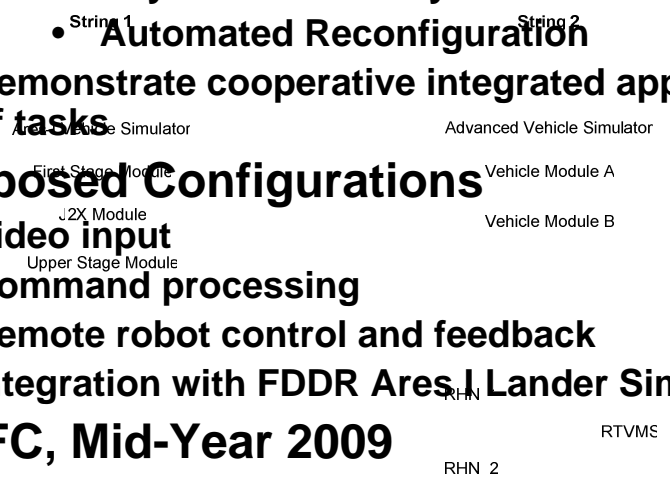 String 1
String 2
• Automated Reconfiguration
emonstrate cooperative integrated app
f tasks
Vehicle Simulator
Advanced Vehicle Simulator
First Stage Module
Vehicle Module A
posed Configurations
J2X Module
Vehicle Module B
ideo input
Upper Stage Module
ommand processing
emote robot control and feedback
tegration with FDDR Ares I Lander Sim
RHN
FC, Mid-Year 2009
RTVMS
RHN 2